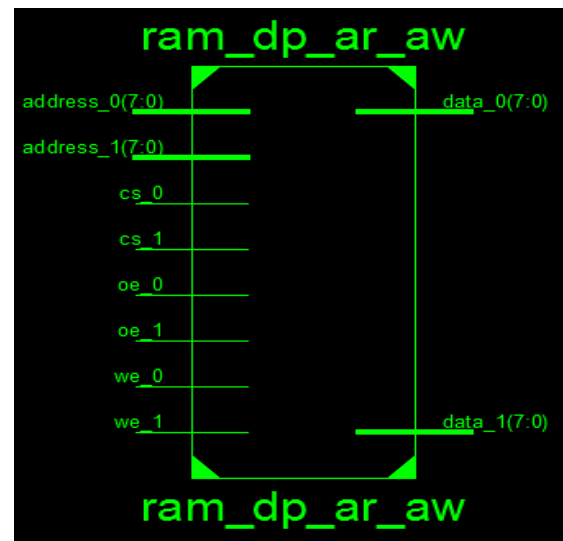 ram_dp_ar_aw
address_0(7:0) data_0(7:0)
address_1(7:0)
cs_0
cs_1
oe_0
oe_1
we_0
we_1 data_1(7:0)
ram_dp_ar_aw